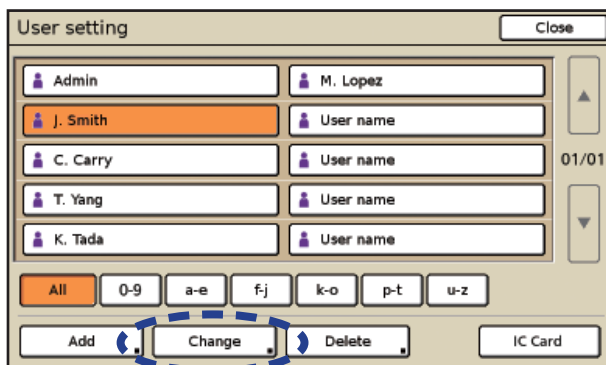 User setting Close
Admin M. Lopez
J. Smith User name
C. Carry User name
01/01
T. Yang User name
K. Tada User name
All 0-9 a-e f-j k-o p-t u-z
Add Change Delete IC Card